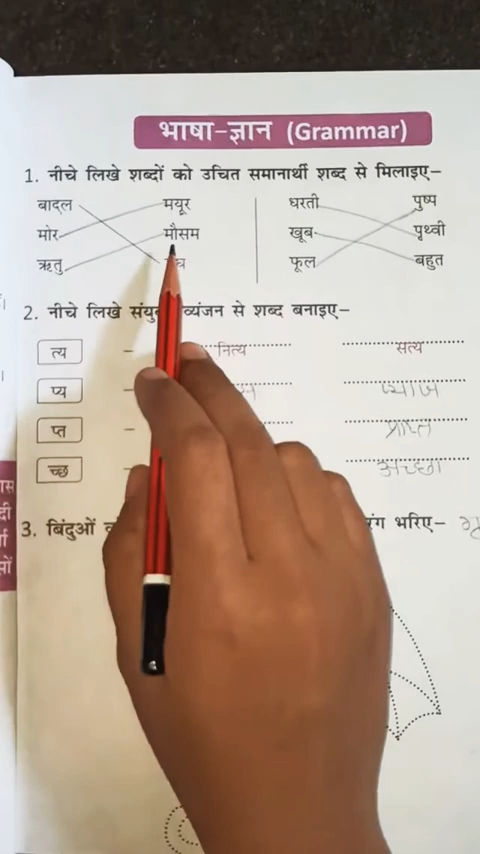 भाषा-ज्ञान (Grammar)
1. नीचे लिखे शब्दों को उचित समानार्थी शब्द से मिलाइए-
बादल मयूर धरती पुष्प
मोर मौसम खूब पृथ्वी
ऋतु फूल बहुत
2. नीचे लिखे व्यंजन से शब्द बनाइए-
त्य - नित्य सत्य
प्य - प्याज
प्त - प्राप्त
च्छ - अच्छा
3. बिंदुओं रंग भरिए-